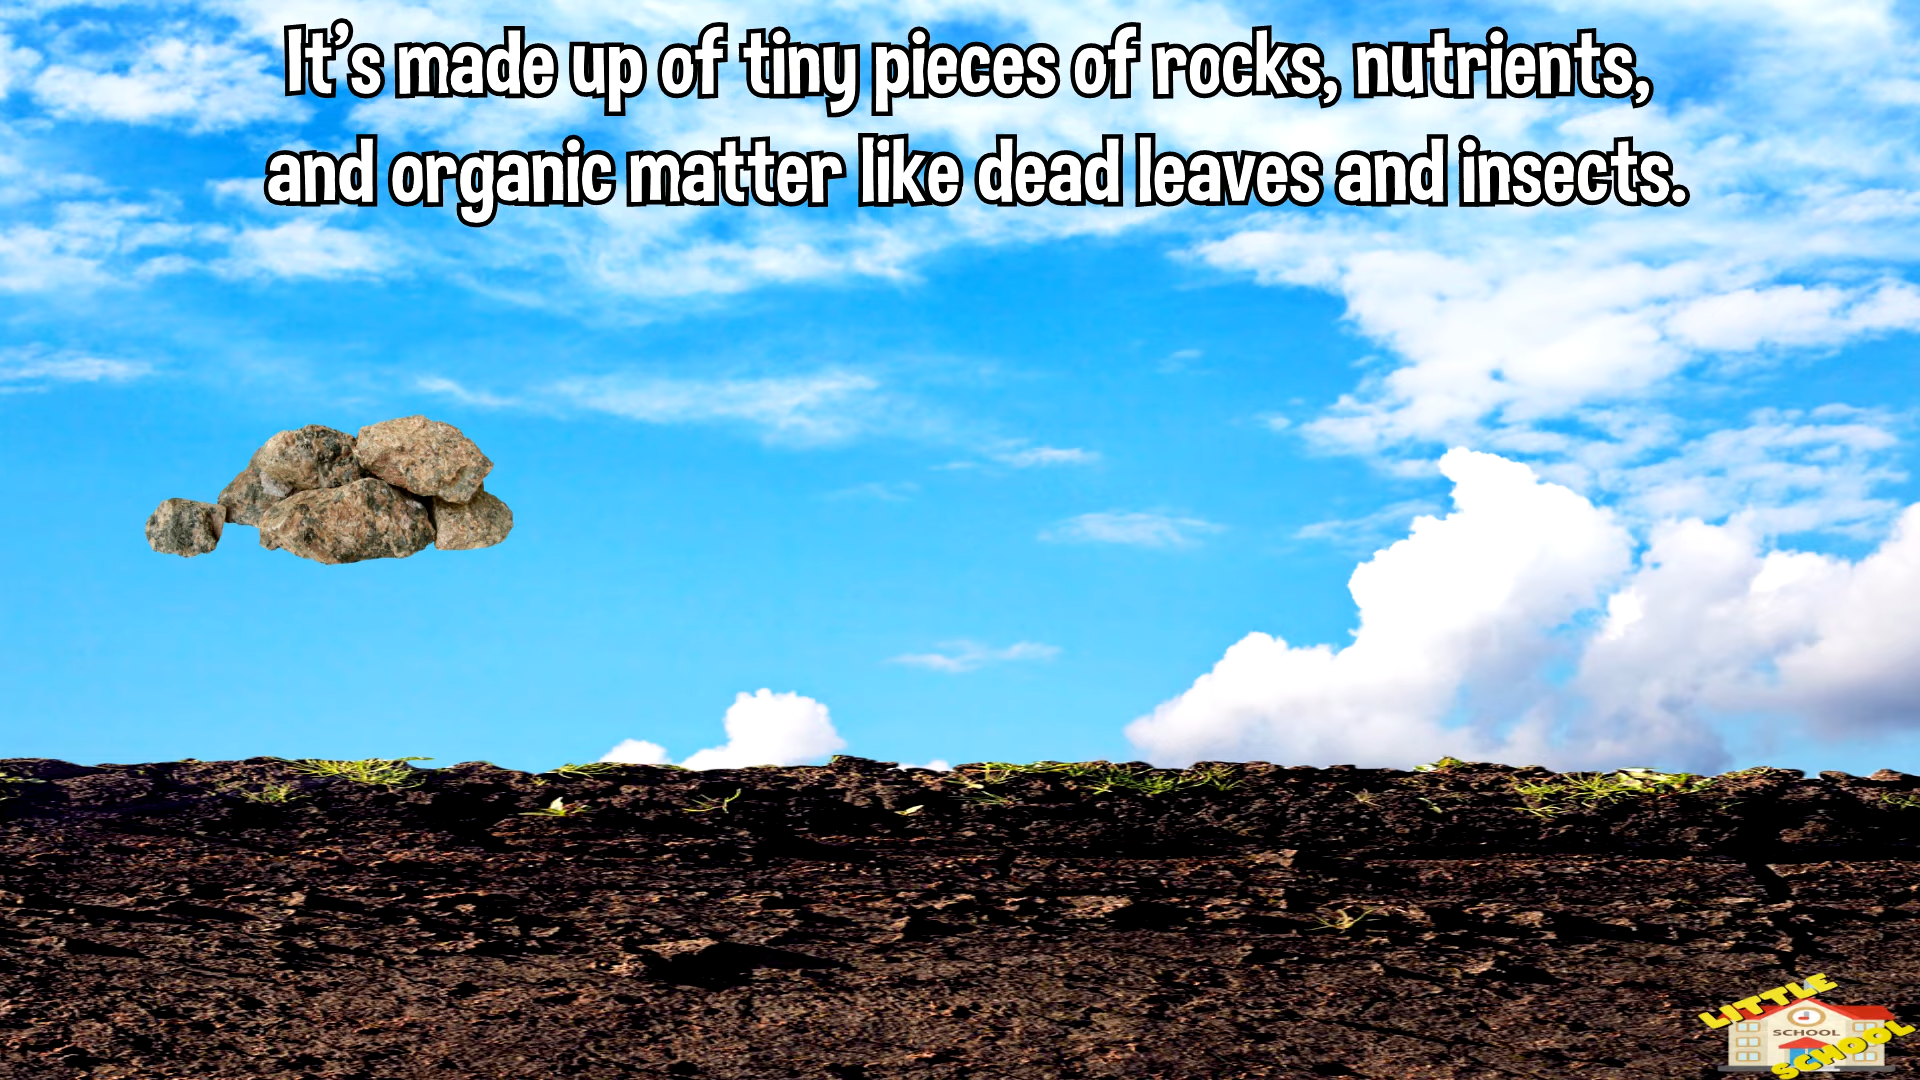 It’s made up of tiny pieces of rocks, nutrients,
and organic matter like dead leaves and insects.
LITTLE
SCHOOL
SCHOOL